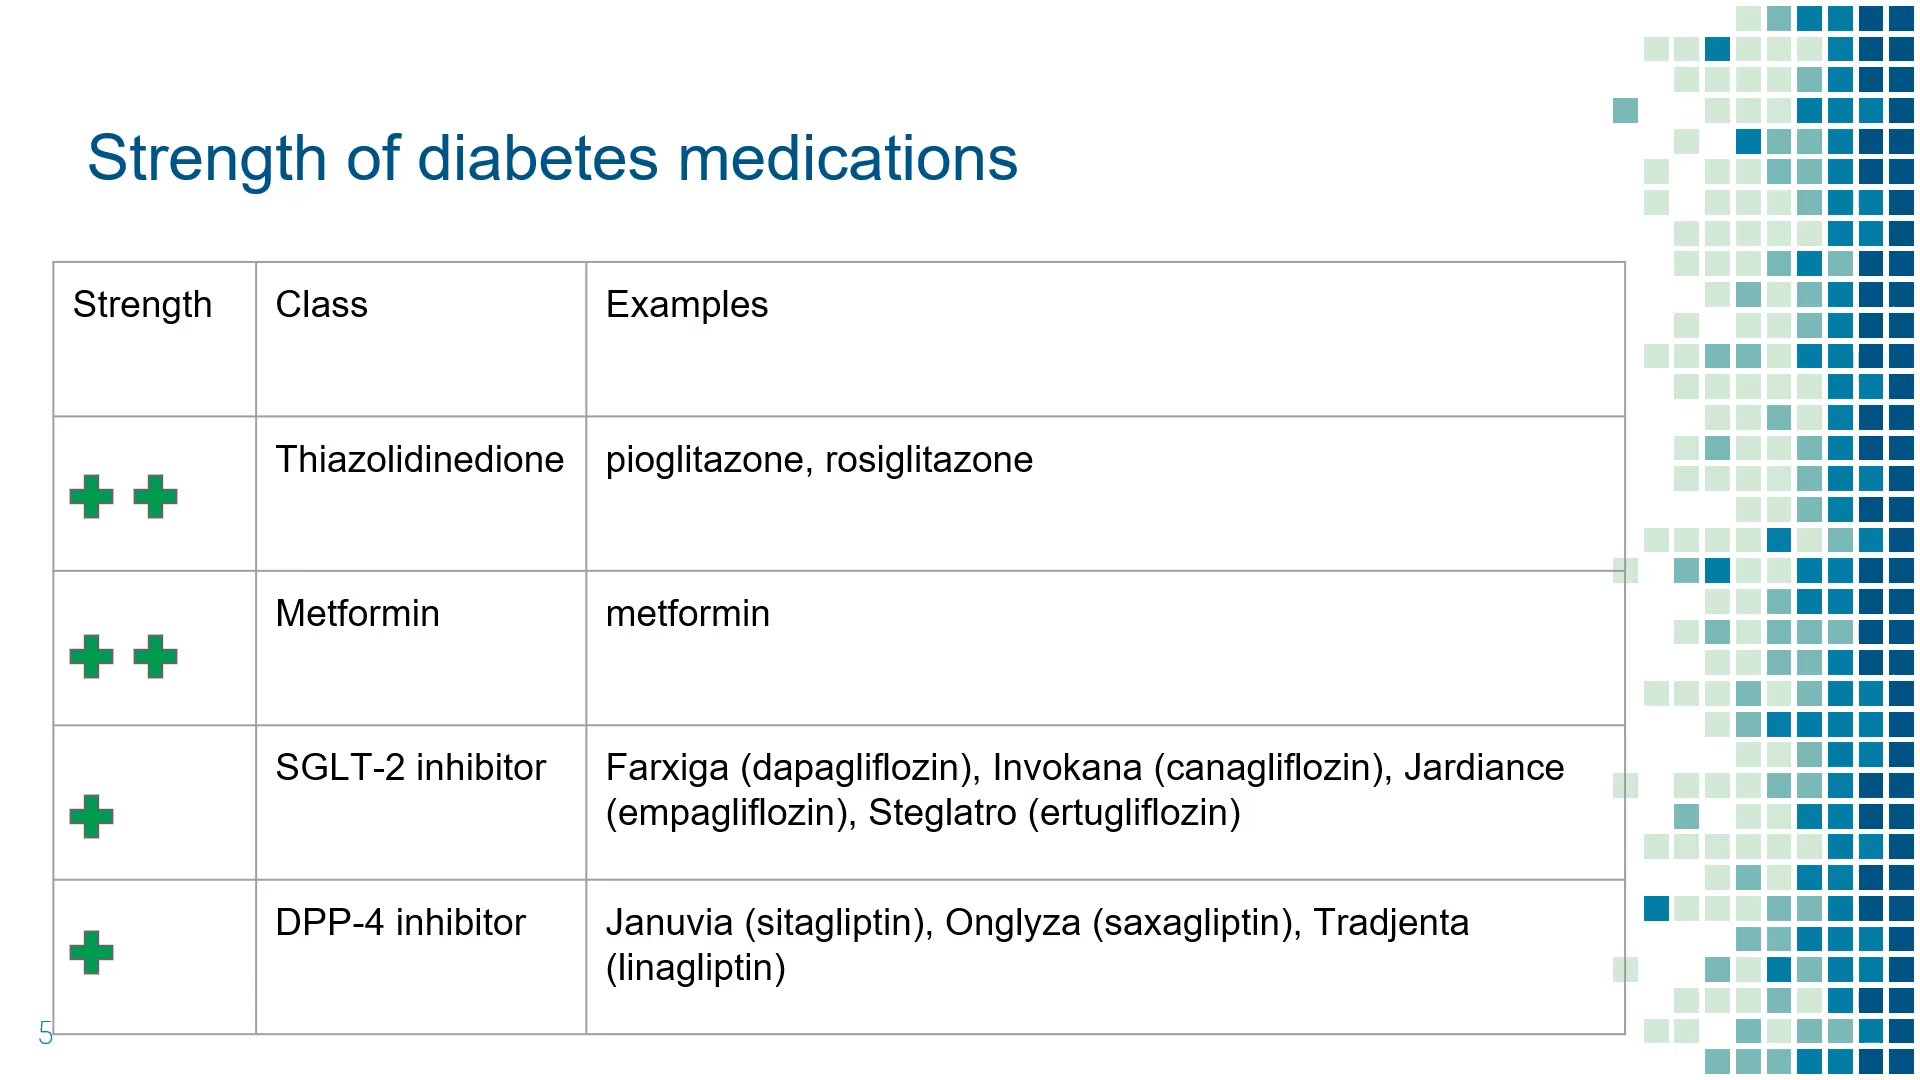 Strength of diabetes medications
Strength
Class
Examples
Thiazolidinedione
pioglitazone, rosiglitazone
Metformin
metformin
SGLT-2 inhibitor
Farxiga (dapagliflozin), Invokana (canagliflozin), Jardiance
(empagliflozin), Steglatro (ertugliflozin)
DPP-4 inhibitor
Januvia (sitagliptin), Onglyza (saxagliptin), Tradjenta
(linagliptin)
5